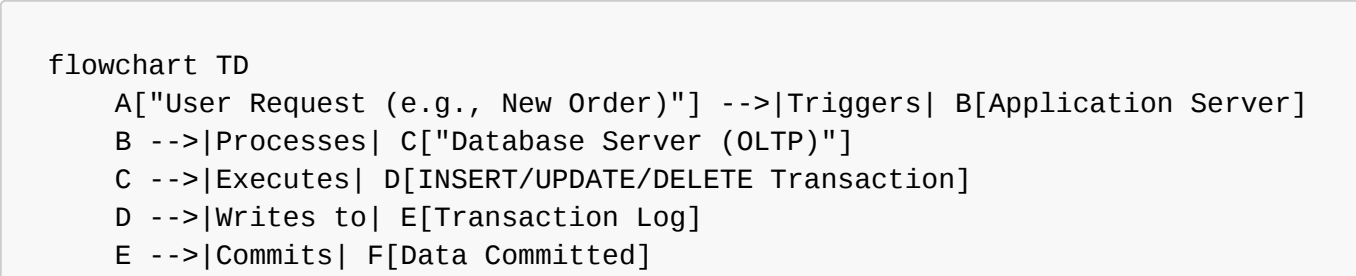 flowchart TD
A["User Request (e.g., New Order)"] -->|Triggers| B[Application Server]
B -->|Processes| C["Database Server (OLTP)"]
C -->|Executes| D[INSERT/UPDATE/DELETE Transaction]
D -->|Writes to| E[Transaction Log]
E -->|Commits| F[Data Committed]